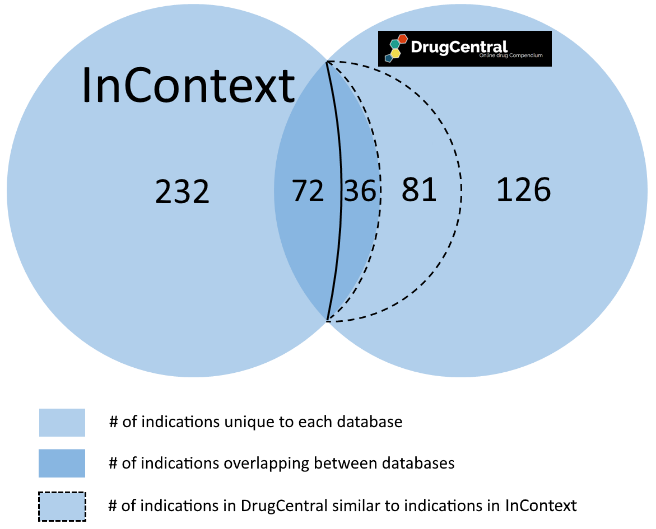 DrugCentral
Online drug Compendium
InContext
232 72 36 81 126
# of indications unique to each database
# of indications overlapping between databases
# of indications in DrugCentral similar to indications in InContext